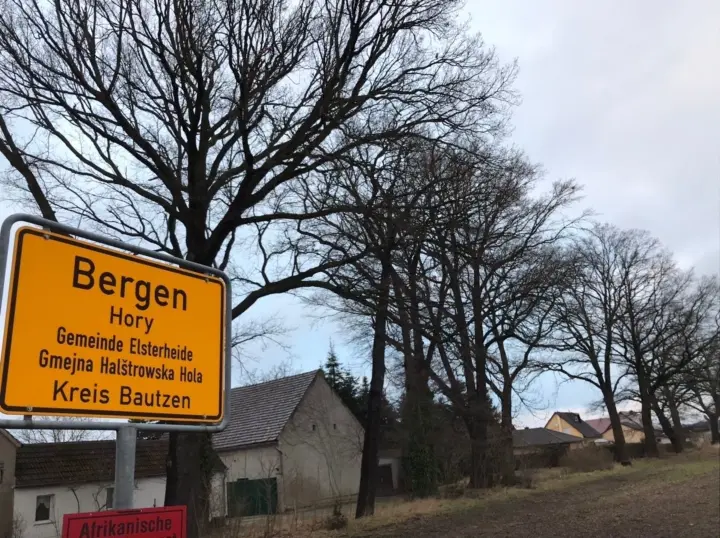 Bergen
Hory
Gemeinde Elsterheide
Gmejna Halštrowska Hola
Kreis Bautzen
Afrikanische